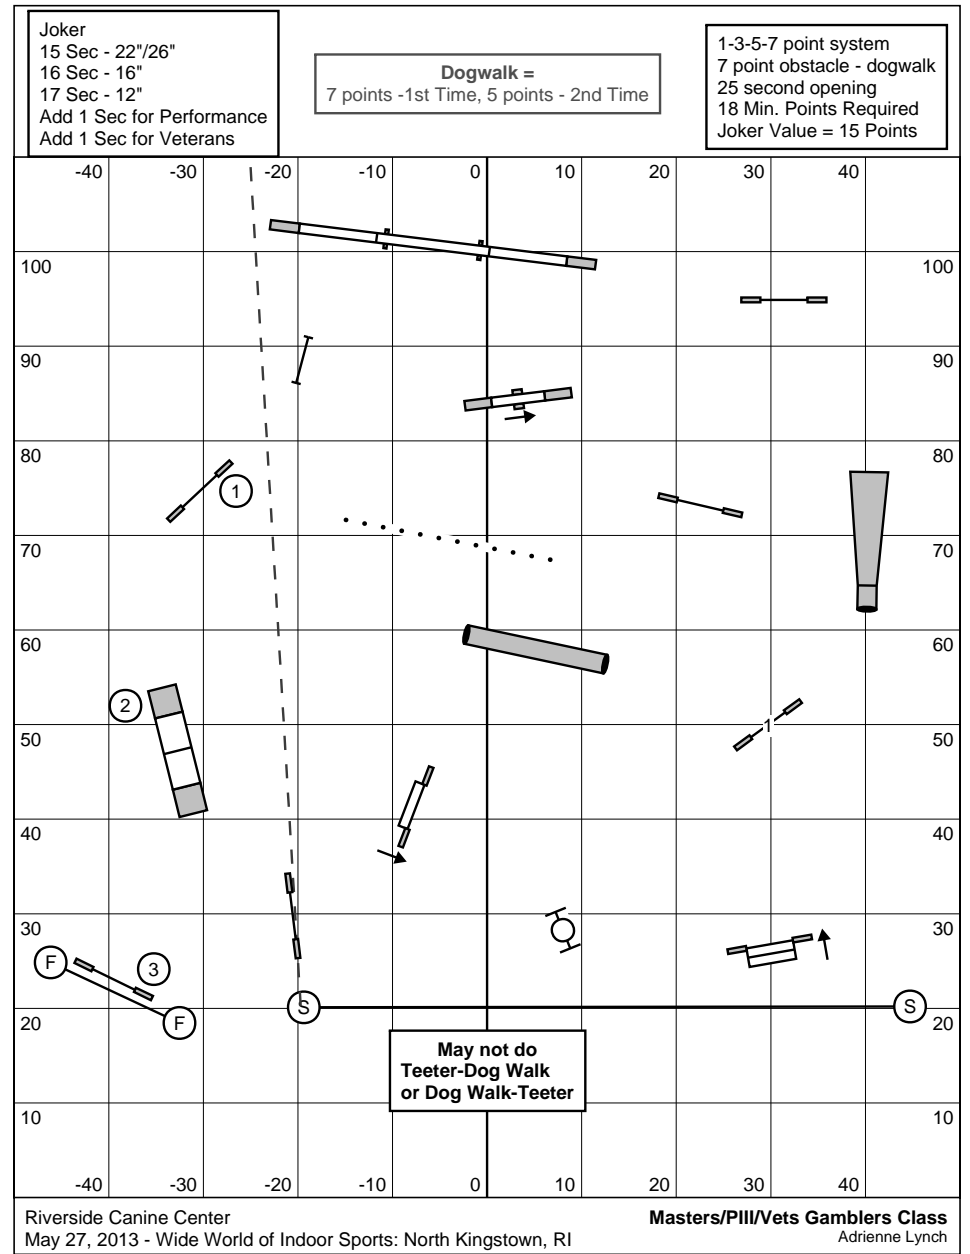 Joker
15 Sec - 22"/26"
16 Sec - 16"
17 Sec - 12"
Add 1 Sec for Performance
Add 1 Sec for Veterans
Dogwalk =
7 points -1st Time, 5 points - 2nd Time
1-3-5-7 point system
7 point obstacle - dogwalk
25 second opening
18 Min. Points Required
Joker Value = 15 Points
-40 -30 -20 -10 0 10 20 30 40
100 100
90 90
80 80
1
70 70
60 60
2
50 1 50
40 40
30 30
F 3
S S
F 20 20
May not do
Teeter-Dog Walk
or Dog Walk-Teeter
10 10
-40 -30 -20 -10 0 10 20 30 40
Riverside Canine Center
May 27, 2013 - Wide World of Indoor Sports: North Kingstown, RI
Masters/PIII/Vets Gamblers Class
Adrienne Lynch